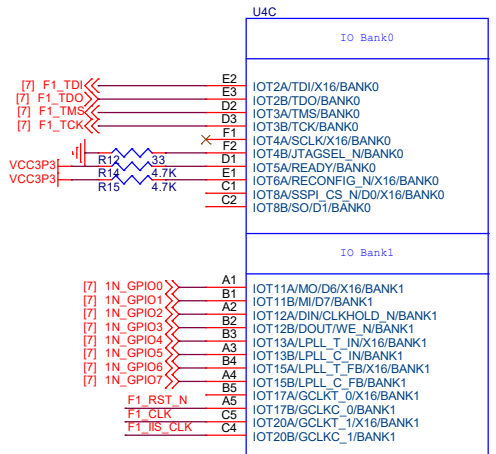 U4C
IO Bank0
[7] F1_TDI E2 IOT2A/TDI/X16/BANK0
[7] F1_TDO E3 IOT2B/TDO/BANK0
[7] F1_TMS D2 IOT3A/TMS/BANK0
[7] F1_TCK D3 IOT3B/TCK/BANK0
F1 IOT4A/SCLK/X16/BANK0
R12 33 F2 IOT4B/JTAGSEL_N/BANK0
VCC3P3 R14 4.7K D1 IOT5A/READY/BANK0
VCC3P3 R15 4.7K E1 IOT6A/RECONFIG_N/X16/BANK0
C1 IOT8A/SSPI_CS_N/D0/X16/BANK0
C2 IOT8B/SO/D1/BANK0
IO Bank1
[7] 1N_GPIO0 A1 IOT11A/MO/D6/X16/BANK1
[7] 1N_GPIO1 B1 IOT11B/MI/D7/BANK1
[7] 1N_GPIO2 A2 IOT12A/DIN/CLKHOLD_N/BANK1
[7] 1N_GPIO3 B2 IOT12B/DOUT/WE_N/BANK1
[7] 1N_GPIO4 B3 IOT13A/LPLL_T_IN/X16/BANK1
[7] 1N_GPIO5 A3 IOT13B/LPLL_C_IN/BANK1
[7] 1N_GPIO6 B4 IOT15A/LPLL_T_FB/X16/BANK1
[7] 1N_GPIO7 A4 IOT15B/LPLL_C_FB/BANK1
B5 IOT17A/GCLKT_0/X16/BANK1
F1_RST_N A5 IOT17B/GCLKC_0/BANK1
F1_CLK C5 IOT20A/GCLKT_1/X16/BANK1
F1_IIS_CLK C4 IOT20B/GCLKC_1/BANK1